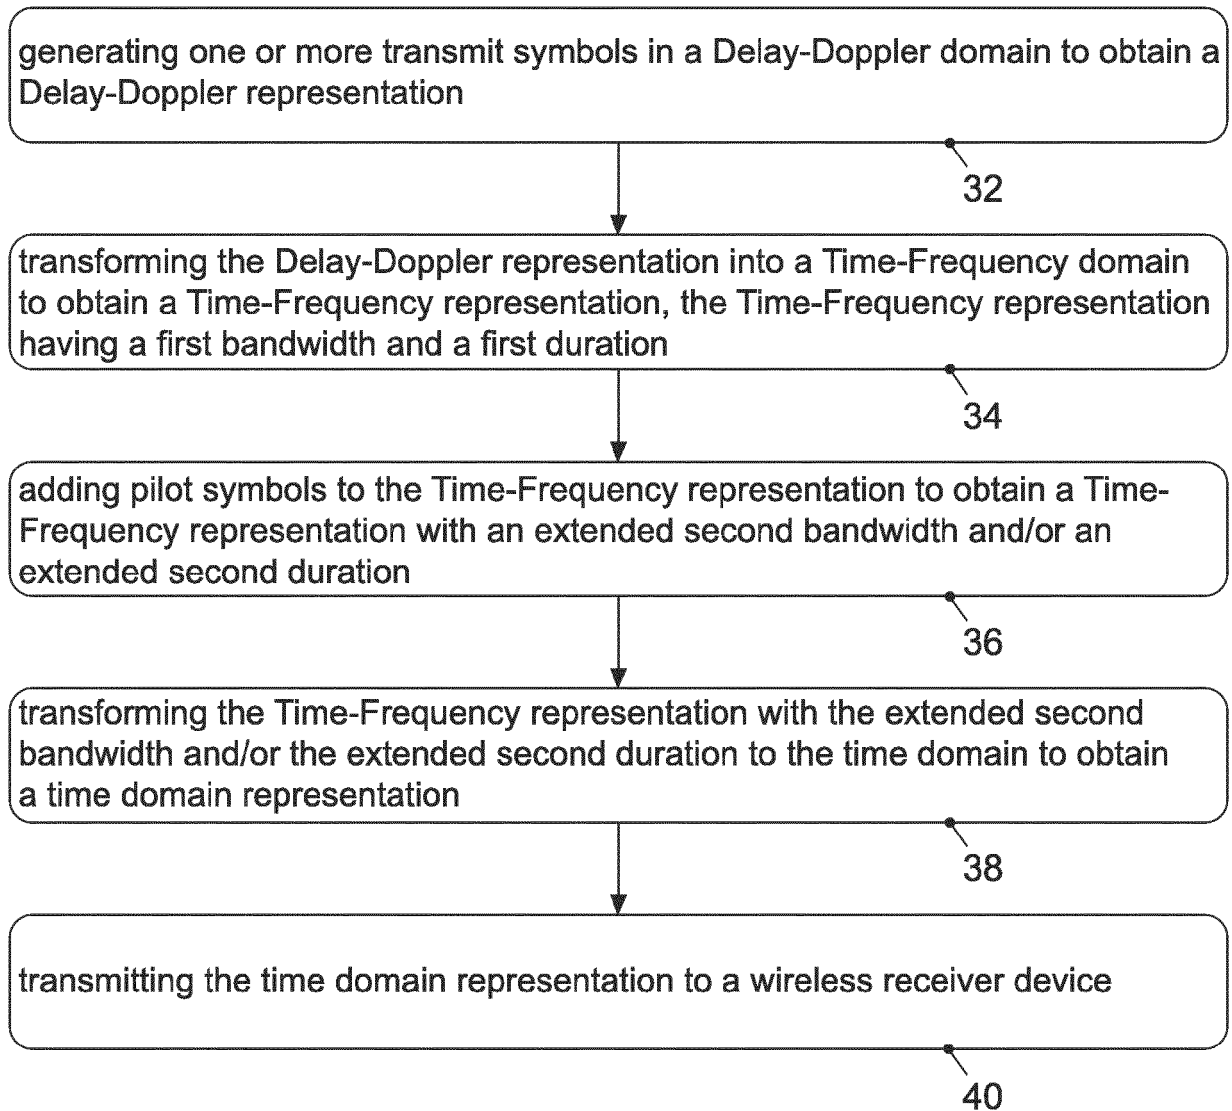 generating one or more transmit symbols in a Delay-Doppler domain to obtain a
Delay-Doppler representation
32
transforming the Delay-Doppler representation into a Time-Frequency domain
to obtain a Time-Frequency representation, the Time-Frequency representation
having a first bandwidth and a first duration
34
adding pilot symbols to the Time-Frequency representation to obtain a Time-
Frequency representation with an extended second bandwidth and/or an
extended second duration
36
transforming the Time-Frequency representation with the extended second
bandwidth and/or the extended second duration to the time domain to obtain
a time domain representation
38
transmitting the time domain representation to a wireless receiver device
40